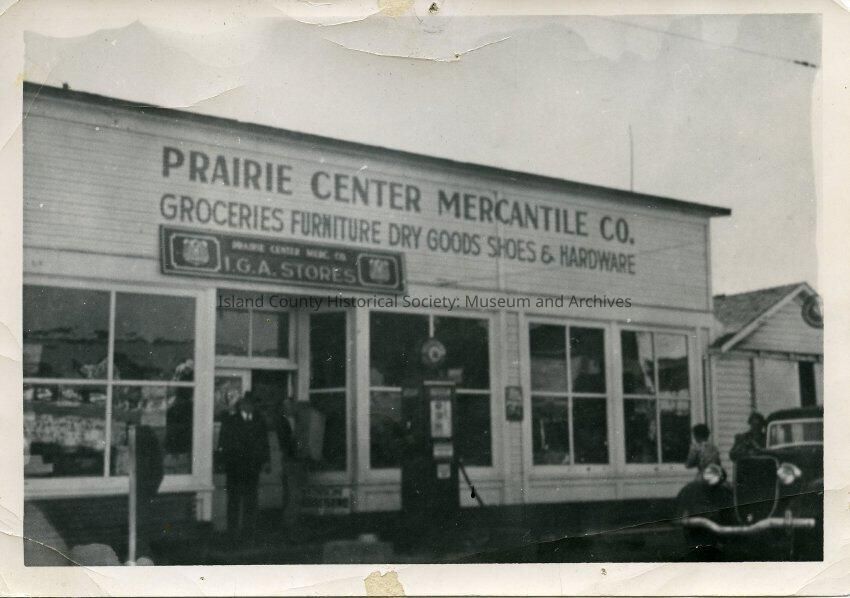 PRAIRIE CENTER MERCANTILE CO.
GROCERIES FURNITURE DRY GOODS SHOES & HARDWARE
PRAIRIE CENTER MERC. CO.
I.G.A. STORES
Island County Historical Society: Museum and Archives